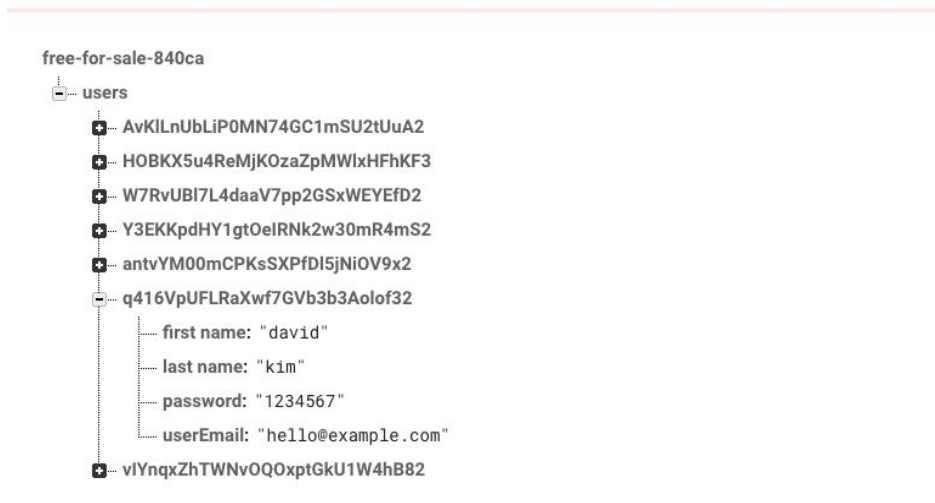 free-for-sale-840ca
users
AvKlLnUbLiP0MN74GC1mSU2tUuA2
HOBKX5u4ReMjKOzaZpMWlxHFhKF3
W7RvUBl7L4daaV7pp2GSxWEYEfD2
Y3EKKpdHY1gtOeIRNk2w30mR4mS2
antvYM00mCPKsSXPfDl5jNiOV9x2
q416VpUFLRaXwf7GVb3b3Aolof32
first name: "david"
last name: "kim"
password: "1234567"
userEmail: "hello@example.com"
vlYnqxZhTWNvOQOxptGkU1W4hB82